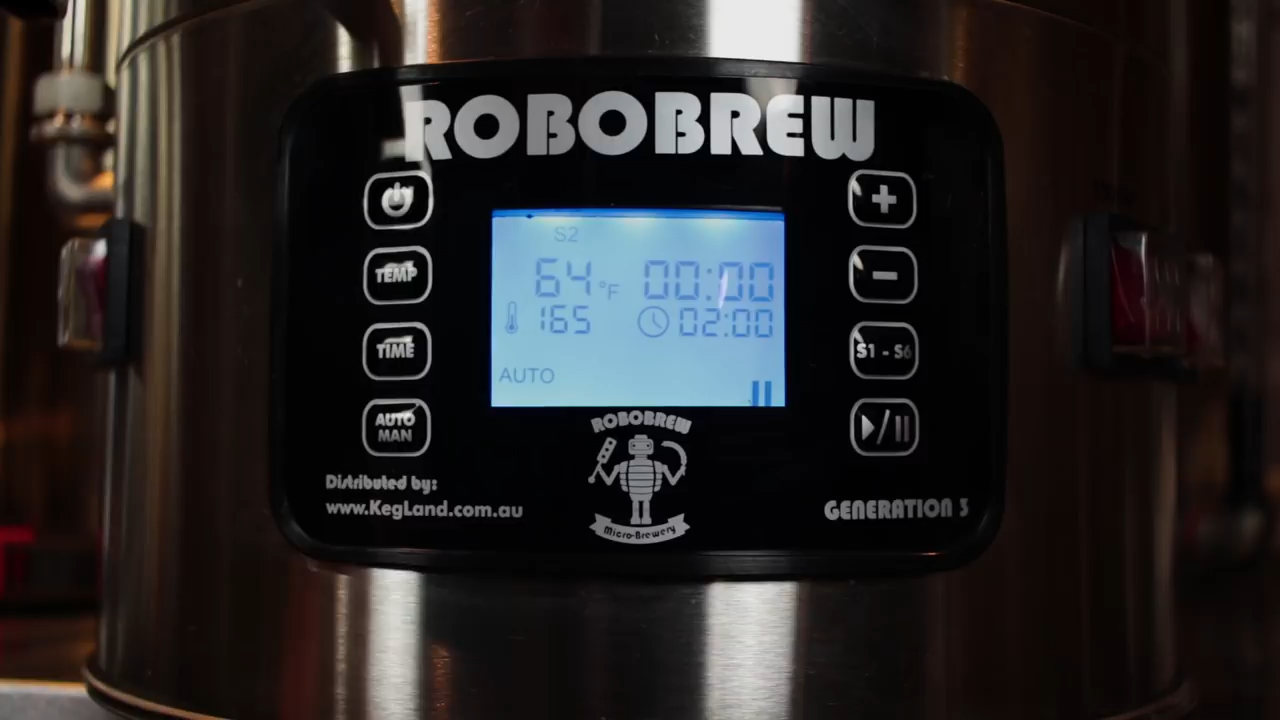 ROBOBREW
TEMP
TIME
AUTO
MAN
S2
64 °F 00:00
165 02:00
AUTO
S1 - S6
ROBOBREW
Micro-Brewery
Distributed by:
www.KegLand.com.au
GENERATION 3